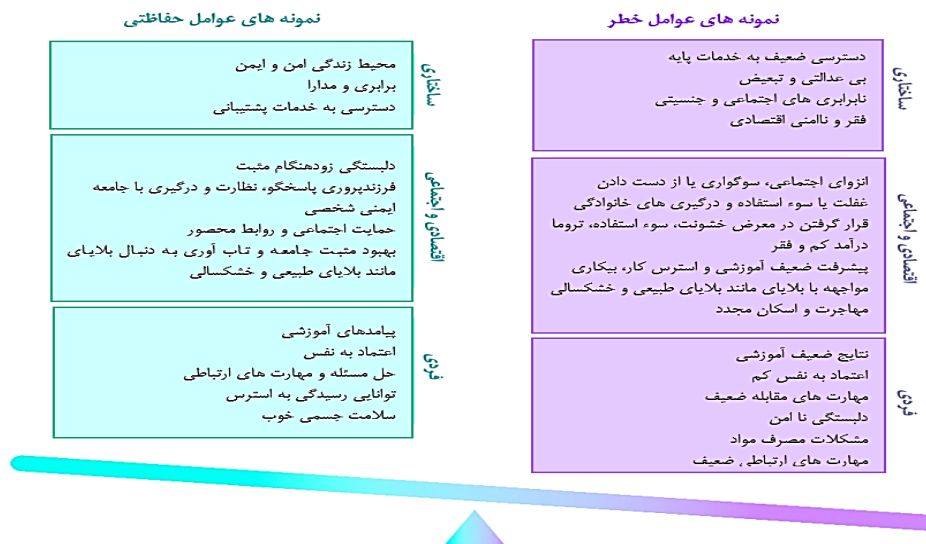 نمونه های عوامل خطر
ساختاری
دسترسی ضعیف به خدمات پایه
بی عدالتی و تبعیض
نابرابری های اجتماعی و جنسیتی
فقر و ناامنی اقتصادی
اقتصادی و اجتماعی
انزوای اجتماعی، سوگواری یا از دست دادن
غفلت یا سوء استفاده و درگیری های خانوادگی
قرار گرفتن در معرض خشونت، سوء استفاده، تروما
درآمد کم و فقر
پیشرفت ضعیف آموزشی و استرس کار، بیکاری
مواجهه با بلایای مانند بلایای طبیعی و خشکسالی
مهاجرت و اسکان مجدد
فردی
نتایج ضعیف آموزشی
اعتماد به نفس کم
مهارت های مقابله ضعیف
دلبستگی نا امن
مشکلات مصرف مواد
مهارت های ارتباطی ضعیف
نمونه های عوامل حفاظتی
ساختاری
محیط زندگی امن و ایمن
برابری و مدارا
دسترسی به خدمات پشتیبانی
اقتصادی و اجتماعی
دلبستگی زودهنگام مثبت
فرزندپروری پاسخگو، نظارت و درگیری با جامعه
ایمنی شخصی
حمایت اجتماعی و روابط محصور
بهبود مثبت جامعه و تاب آوری به دنبال بلایای
مانند بلایای طبیعی و خشکسالی
فردی
پیامدهای آموزشی
اعتماد به نفس
حل مسئله و مهارت های ارتباطی
توانایی رسیدگی به استرس
سلامت جسمی خوب